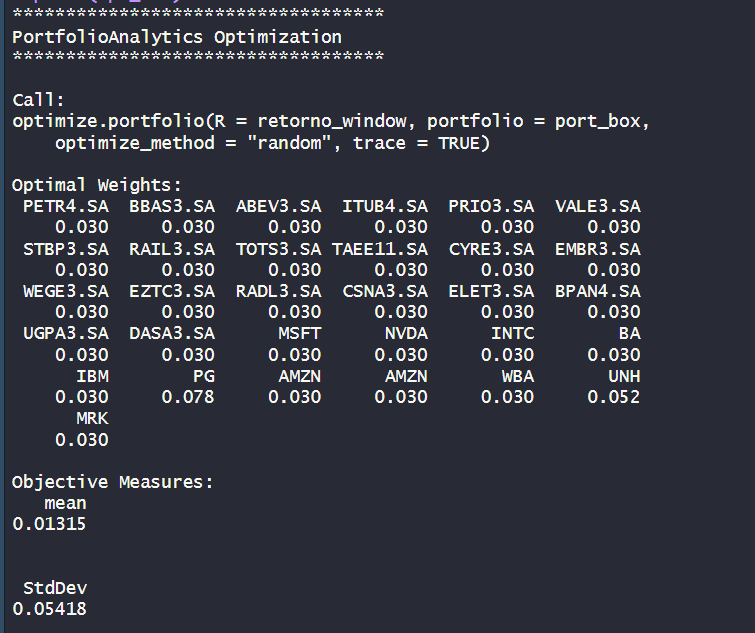 ***********************************
PortfolioAnalytics Optimization
***********************************
Call:
optimize.portfolio(R = retorno_window, portfolio = port_box,
optimize_method = "random", trace = TRUE)
Optimal Weights:
PETR4.SA BBAS3.SA ABEV3.SA ITUB4.SA PRIO3.SA VALE3.SA
0.030 0.030 0.030 0.030 0.030 0.030
STBP3.SA RAIL3.SA TOTS3.SA TAEE11.SA CYRE3.SA EMBR3.SA
0.030 0.030 0.030 0.030 0.030 0.030
WEGE3.SA EZTC3.SA RADL3.SA CSNA3.SA ELET3.SA BPAN4.SA
0.030 0.030 0.030 0.030 0.030 0.030
UGPA3.SA DASA3.SA MSFT NVDA INTC BA
0.030 0.030 0.030 0.030 0.030 0.030
IBM PG AMZN AMZN WBA UNH
0.030 0.078 0.030 0.030 0.030 0.052
MRK
0.030
Objective Measures:
mean
0.01315
StdDev
0.05418